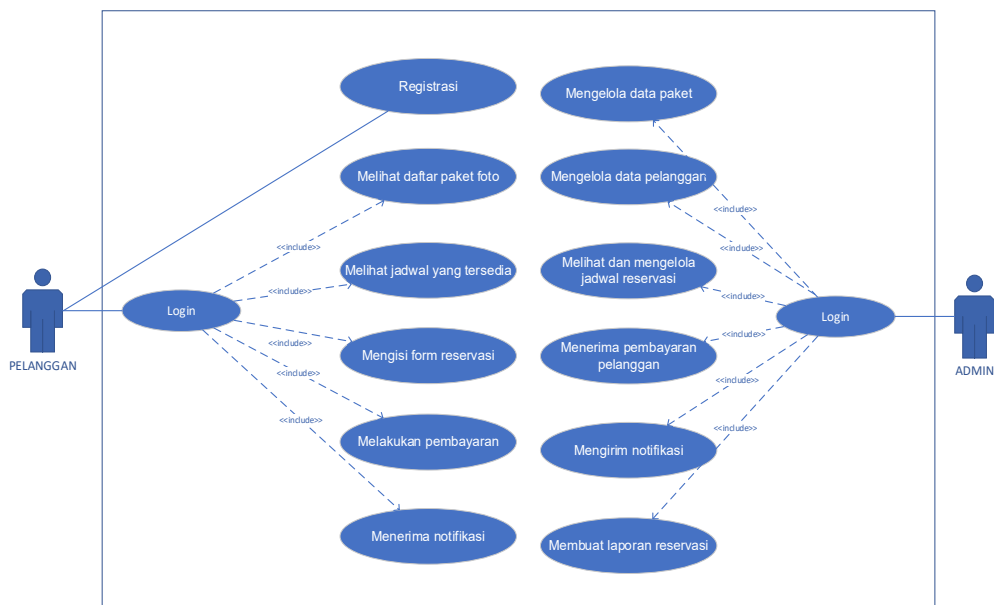 Registrasi
Mengelola data paket
Melihat daftar paket foto
Mengelola data pelanggan
<<include>>
<<include>>
<<include>>
Melihat jadwal yang tersedia
Melihat dan mengelola
jadwal reservasi
<<include>>
<<include>>
PELANGGAN
Login
Login
ADMIN
<<include>>
<<include>>
Mengisi form reservasi
Menerima pembayaran
pelanggan
<<include>>
<<include>>
<<include>>
<<include>>
Melakukan pembayaran
Mengirim notifikasi
Menerima notifikasi
Membuat laporan reservasi